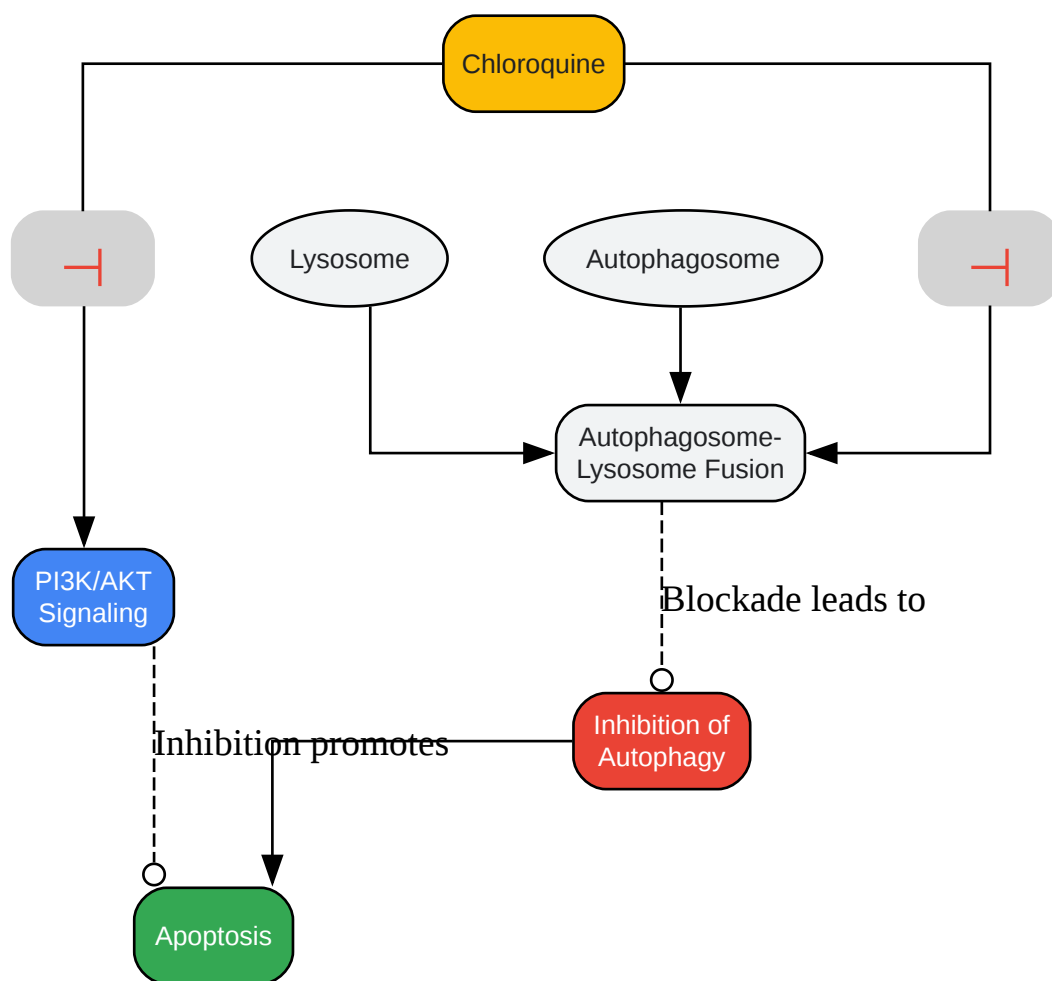 Chloroquine
Lysosome
Autophagosome
Autophagosome-
Lysosome Fusion
PI3K/AKT
Signaling
Blockade leads to
Inhibition of
Autophagy
Inhibition promotes
Apoptosis